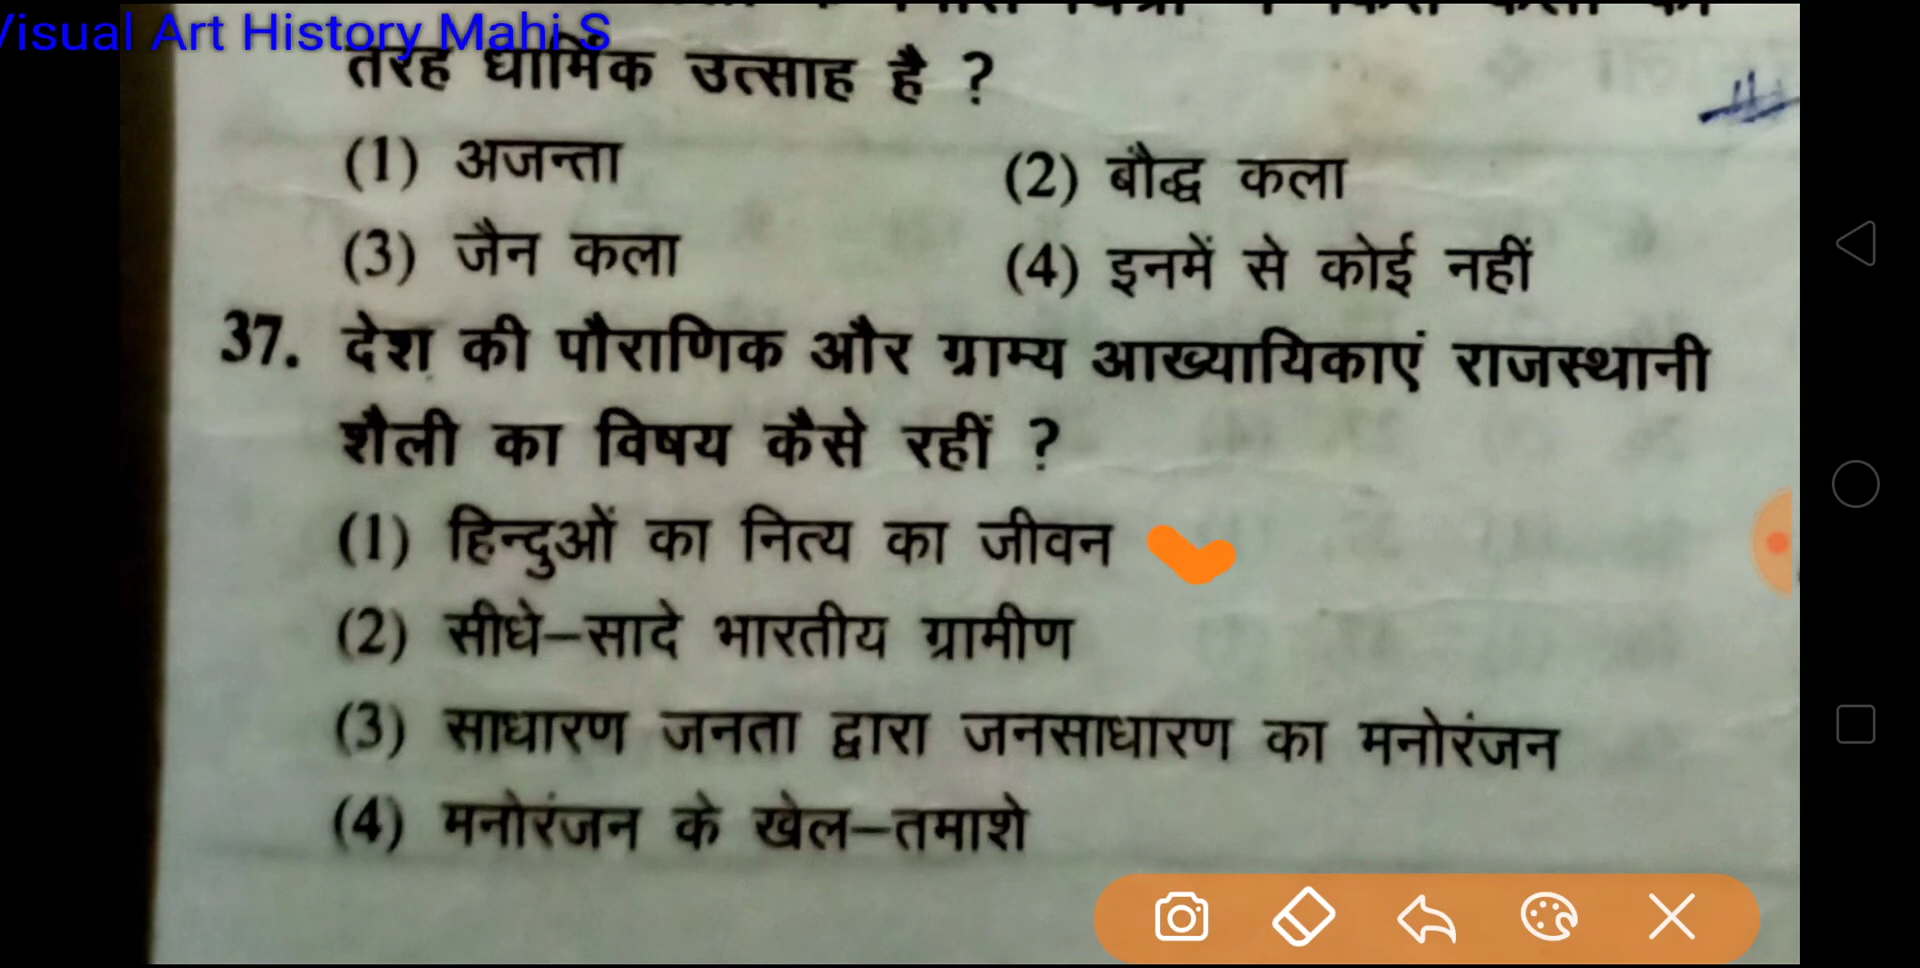 Visual Art History Mahi S
तरह धार्मिक उत्साह है ?
(1) अजन्ता (2) बौद्ध कला
(3) जैन कला (4) इनमें से कोई नहीं
37. देश की पौराणिक और ग्राम्य आख्यायिकाएं राजस्थानी
शैली का विषय कैसे रहीं ?
(1) हिन्दुओं का नित्य का जीवन
(2) सीधे-सादे भारतीय ग्रामीण
(3) साधारण जनता द्वारा जनसाधारण का मनोरंजन
(4) मनोरंजन के खेल-तमाशे